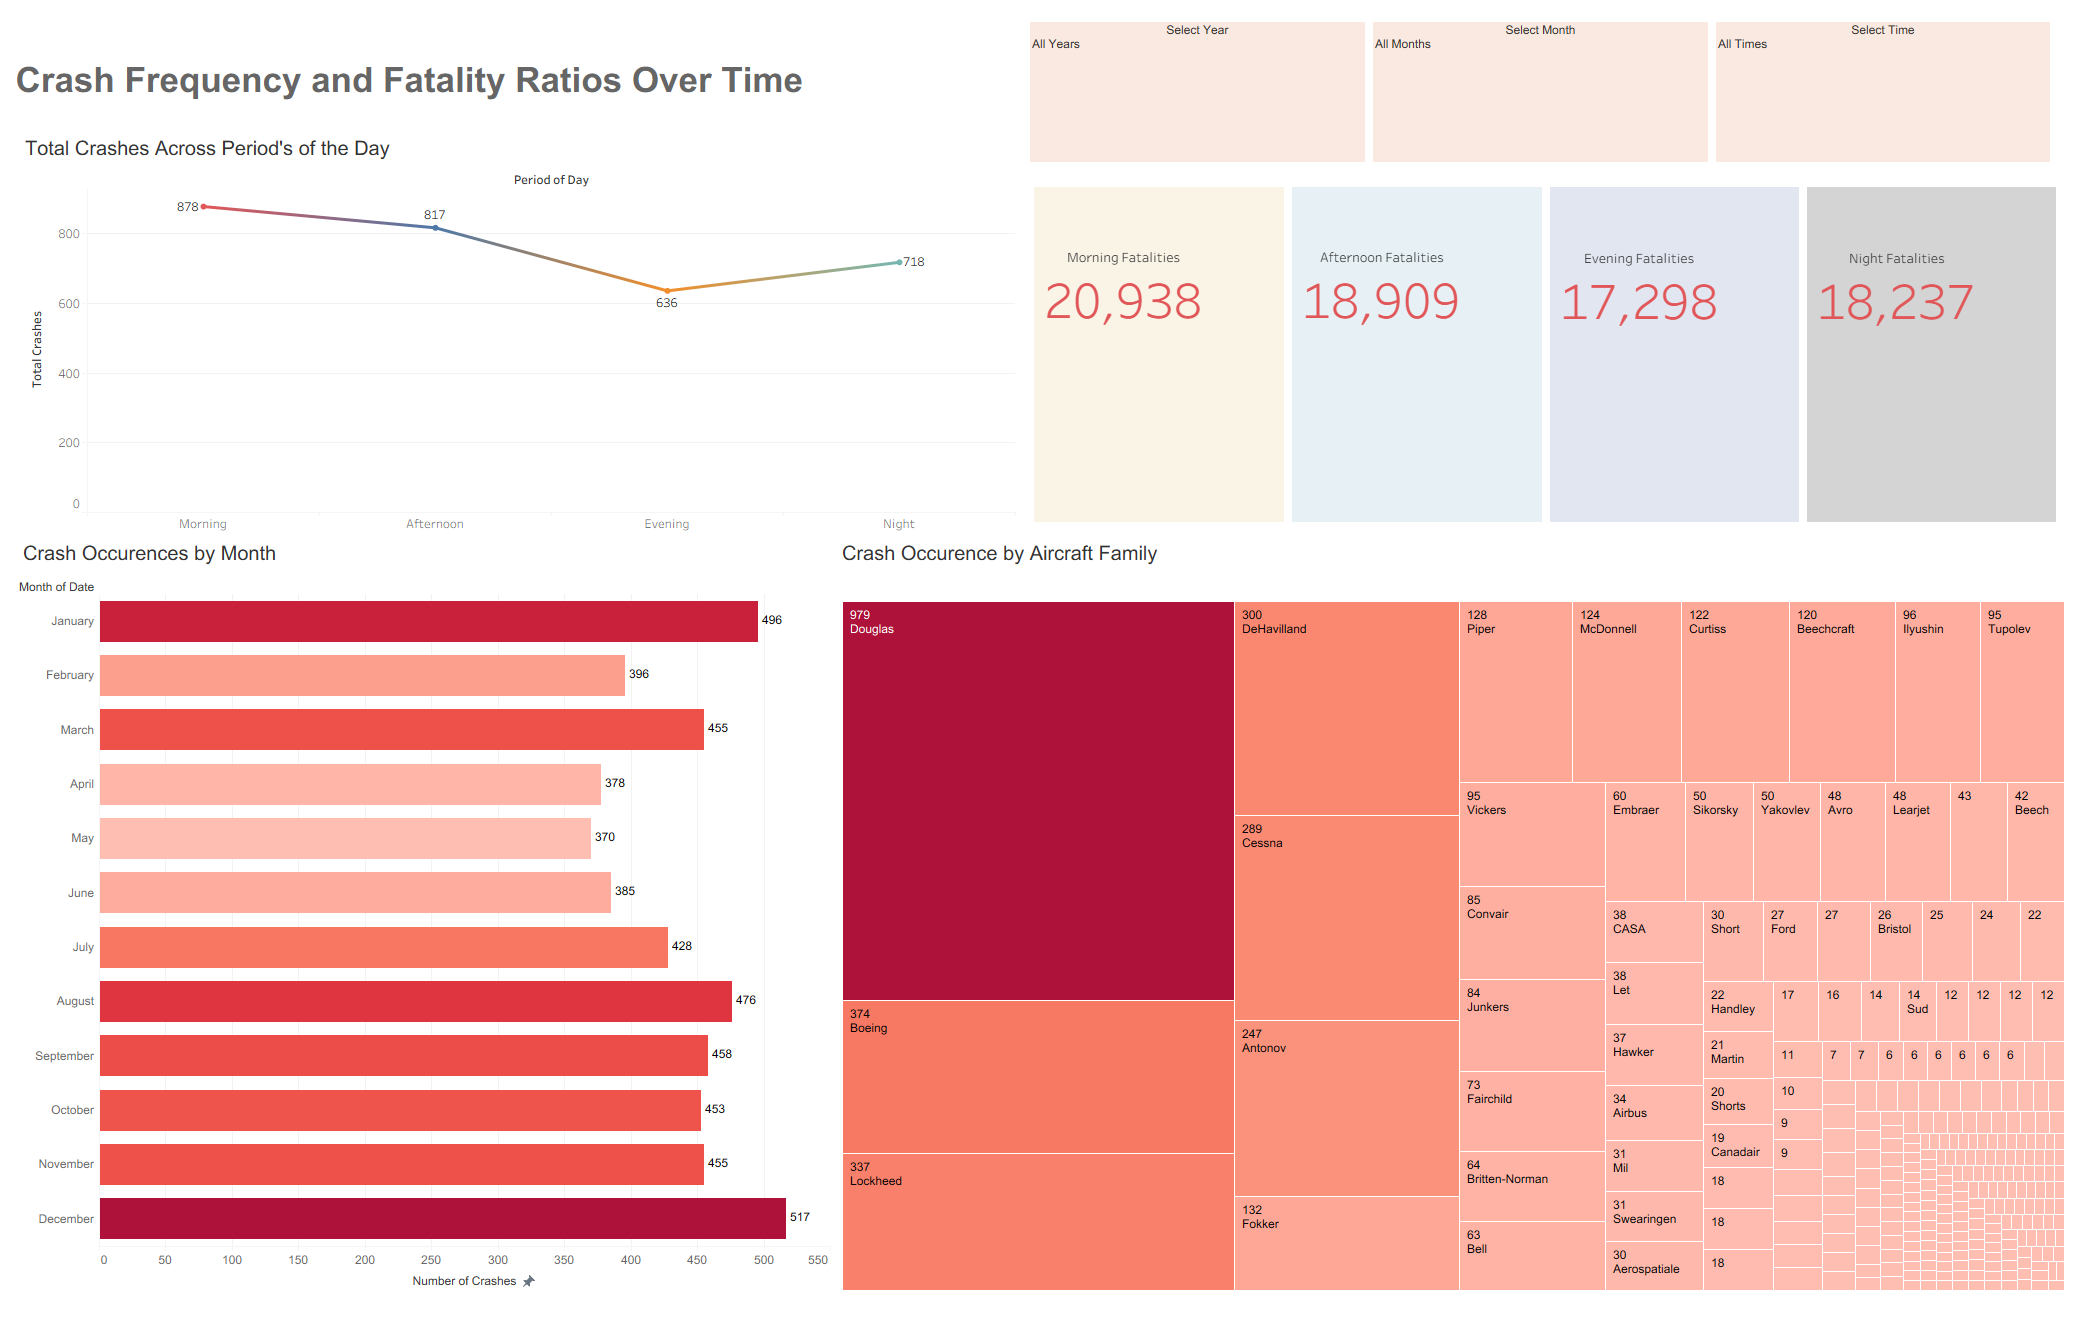 Crash Frequency and Fatality Ratios Over Time
Select Year
All Years
Select Month
All Months
Select Time
All Times
Total Crashes Across Period's of the Day
Period of Day
Total Crashes
800
600
400
200
0
878
817
636
718
Morning
Afternoon
Evening
Night
Morning Fatalities
20,938
Afternoon Fatalities
18,909
Evening Fatalities
17,298
Night Fatalities
18,237
Crash Occurences by Month
Month of Date
January 496
February 396
March 455
April 378
May 370
June 385
July 428
August 476
September 458
October 453
November 455
December 517
0 50 100 150 200 250 300 350 400 450 500 550
Number of Crashes
Crash Occurence by Aircraft Family
979
Douglas
374
Boeing
337
Lockheed
300
DeHavilland
289
Cessna
247
Antonov
132
Fokker
128
Piper
124
McDonnell
122
Curtiss
120
Beechcraft
96
Ilyushin
95
Tupolev
95
Vickers
85
Convair
84
Junkers
73
Fairchild
64
Britten-Norman
63
Bell
60
Embraer
50
Sikorsky
50
Yakovlev
48
Avro
48
Learjet
43
42
Beech
38
CASA
38
Let
37
Hawker
34
Airbus
31
Mil
31
Swearingen
30
Aerospatiale
30
Short
27
Ford
27
26
Bristol
25
24
22
22
Handley
21
Martin
20
Shorts
19
Canadair
18
18
18
17
16
14
14
Sud
12
12
12
12
11
10
9
9
7
7
6
6
6
6
6
6